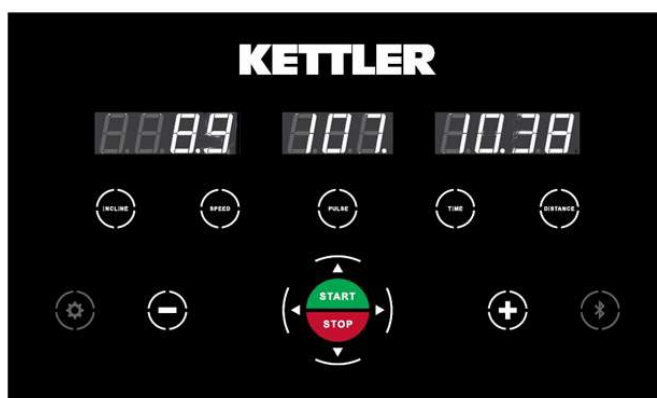 KETTLER
8.9 107. 10.38
INCLINE SPEED PULSE TIME DISTANCE
START
STOP